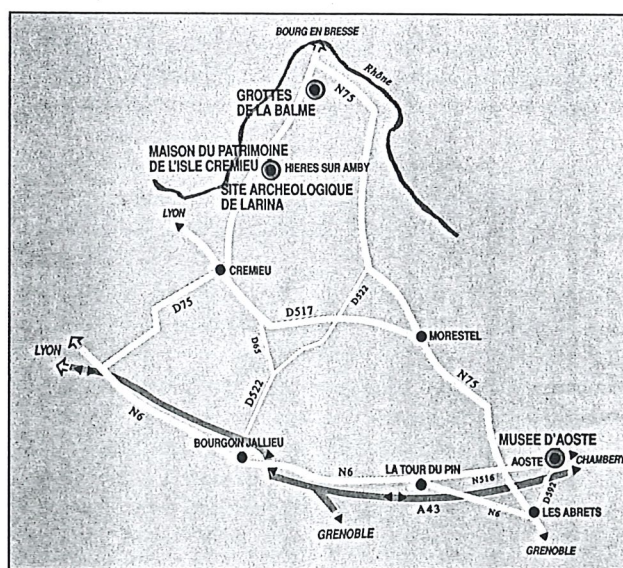 BOURG EN BRESSE
Rhône
N75
GROTTES
DE LA BALME
MAISON DU PATRIMOINE
DE L'ISLE CREMIEU
HIERES SUR AMBY
SITE ARCHEOLOGIQUE
DE LARINA
LYON
CREMIEU
D75
D517
D522
D65
MORESTEL
LYON
D522
N75
N6
BOURGOIN JALLIEU
MUSEE D'AOSTE
AOSTE
CHAMBERY
N6
LA TOUR DU PIN
N516
D592
A43
N6
LES ABRETS
GRENOBLE
GRENOBLE